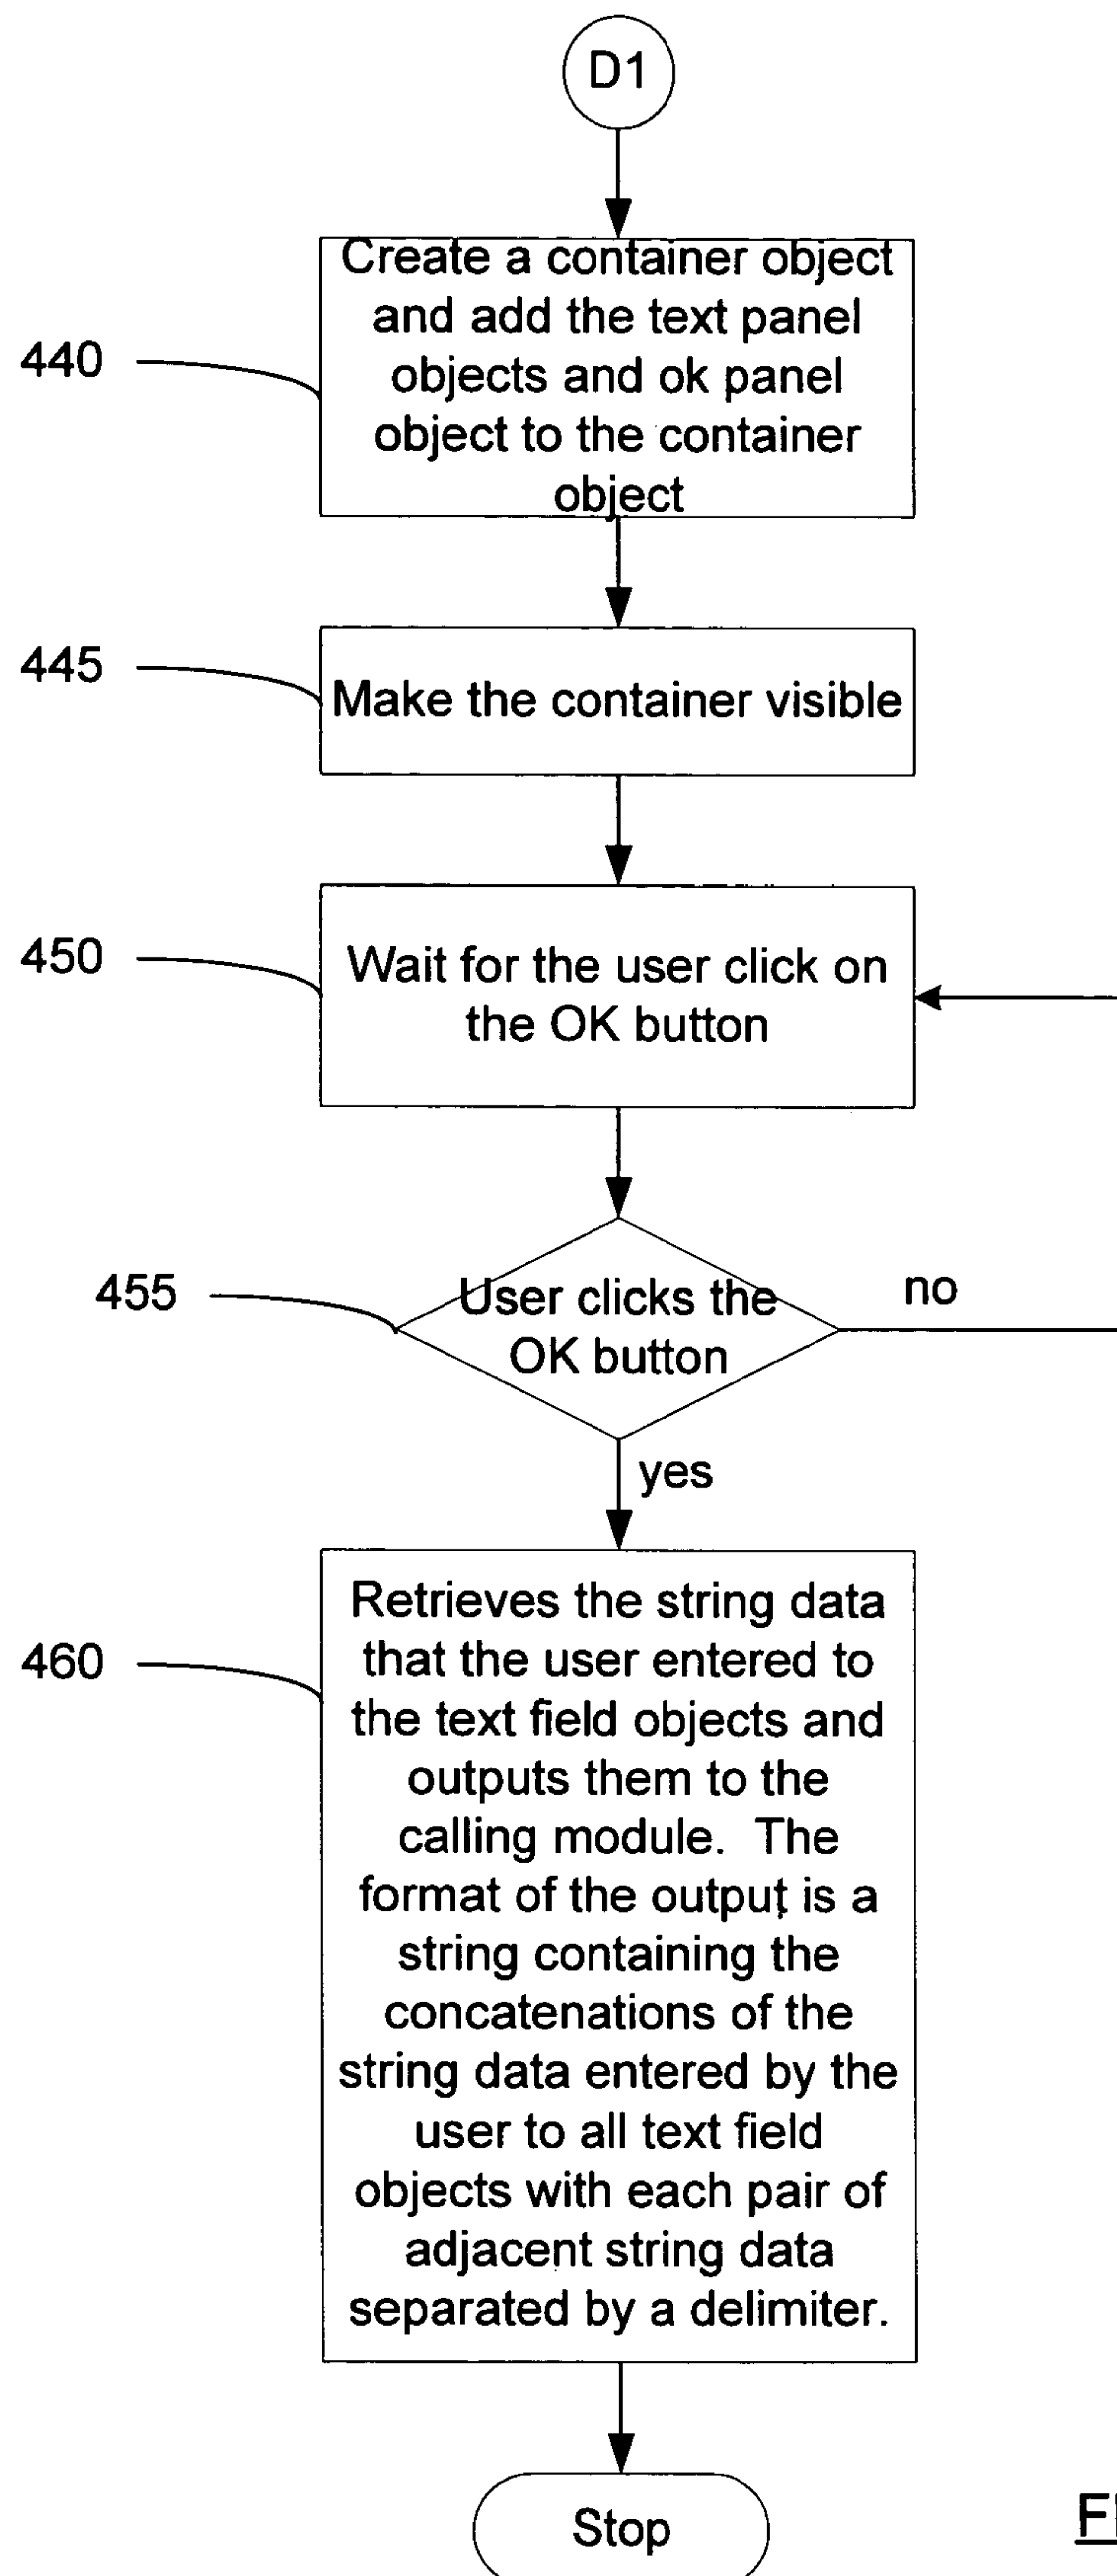 D1
Create a container object
and add the text panel
objects and ok panel
object to the container
object
440
Make the container visible
445
Wait for the user click on
the OK button
450
User clicks the
OK button
455
no
yes
Retrieves the string data
that the user entered to
the text field objects and
outputs them to the
calling module. The
format of the output is a
string containing the
concatenations of the
string data entered by the
user to all text field
objects with each pair of
adjacent string data
separated by a delimiter.
460
Stop